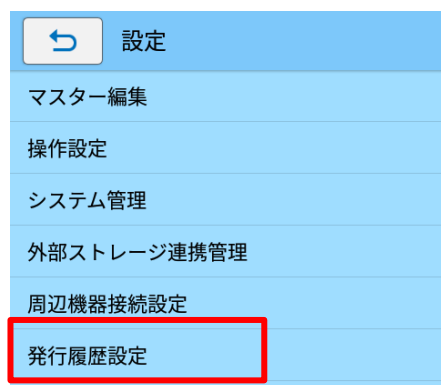 設定
マスター編集
操作設定
システム管理
外部ストレージ連携管理
周辺機器接続設定
発行履歴設定